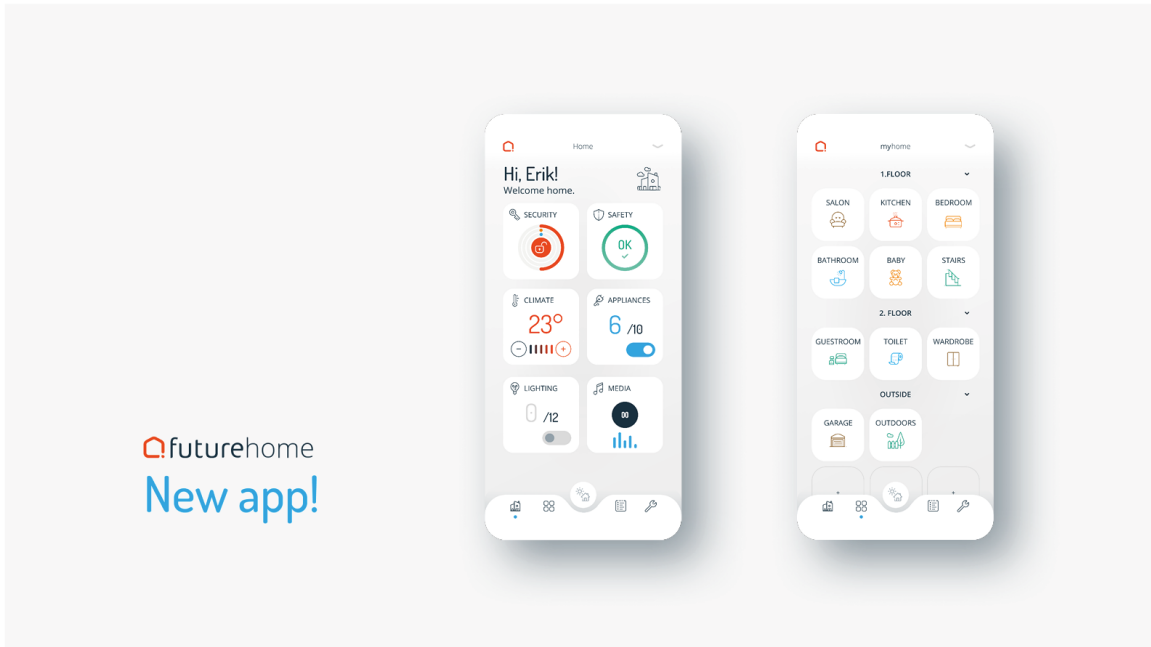 futurehome
New app!
Home
Hi, Erik!
Welcome home.
SECURITY
SAFETY
OK
CLIMATE
23°
APPLIANCES
6 /10
LIGHTING
0 /12
MEDIA
myhome
1.FLOOR
SALON
KITCHEN
BEDROOM
BATHROOM
BABY
STAIRS
2. FLOOR
GUESTROOM
TOILET
WARDROBE
OUTSIDE
GARAGE
OUTDOORS